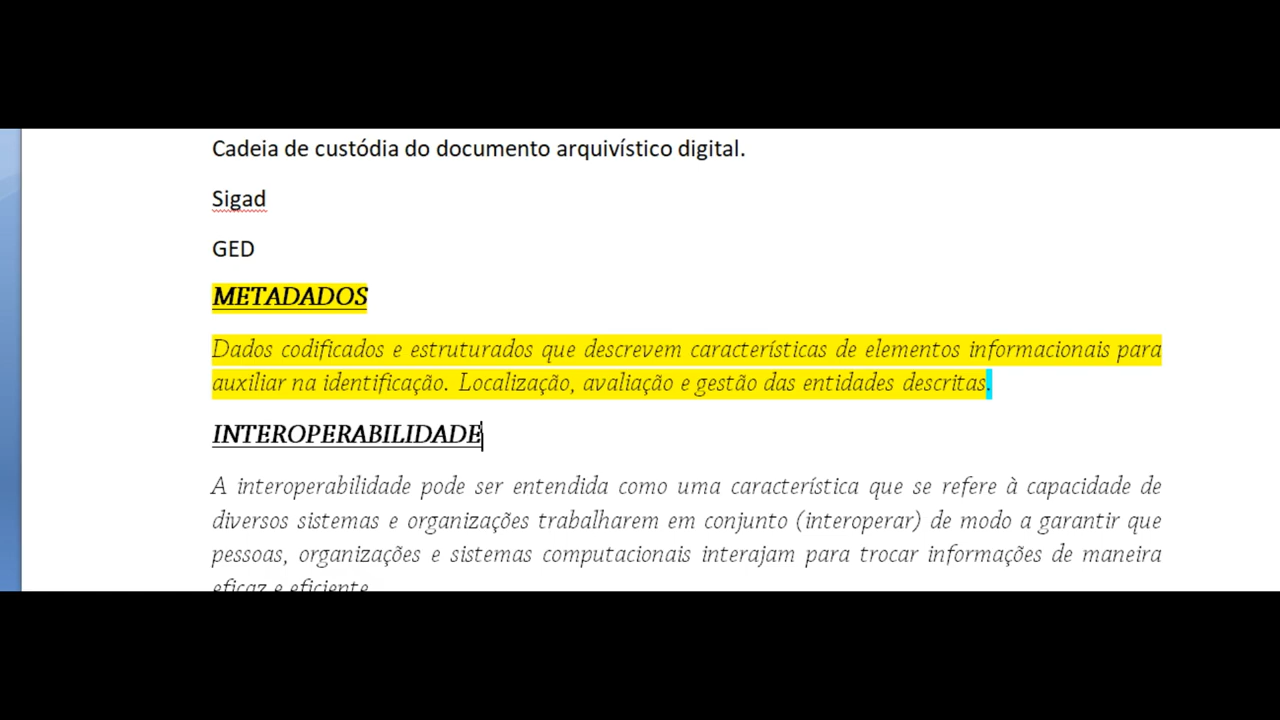 Cadeia de custódia do documento arquivístico digital.
Sigad
GED
METADADOS
Dados codificados e estruturados que descrevem características de elementos informacionais para
auxiliar na identificação. Localização, avaliação e gestão das entidades descritas.
INTEROPERABILIDADE
A interoperabilidade pode ser entendida como uma característica que se refere à capacidade de
diversos sistemas e organizações trabalharem em conjunto (interoperar) de modo a garantir que
pessoas, organizações e sistemas computacionais interajam para trocar informações de maneira
eficaz e eficiente.